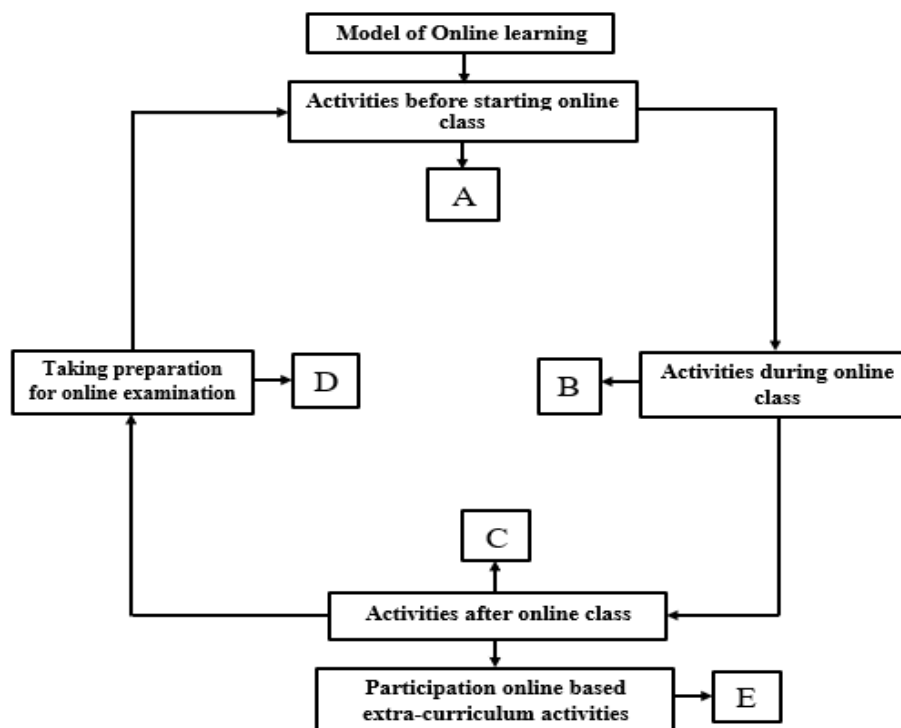 Model of Online learning
Activities before starting online
class
A
Taking preparation
for online examination
D
B
Activities during online
class
C
Activities after online class
Participation online based
extra-curriculum activities
E